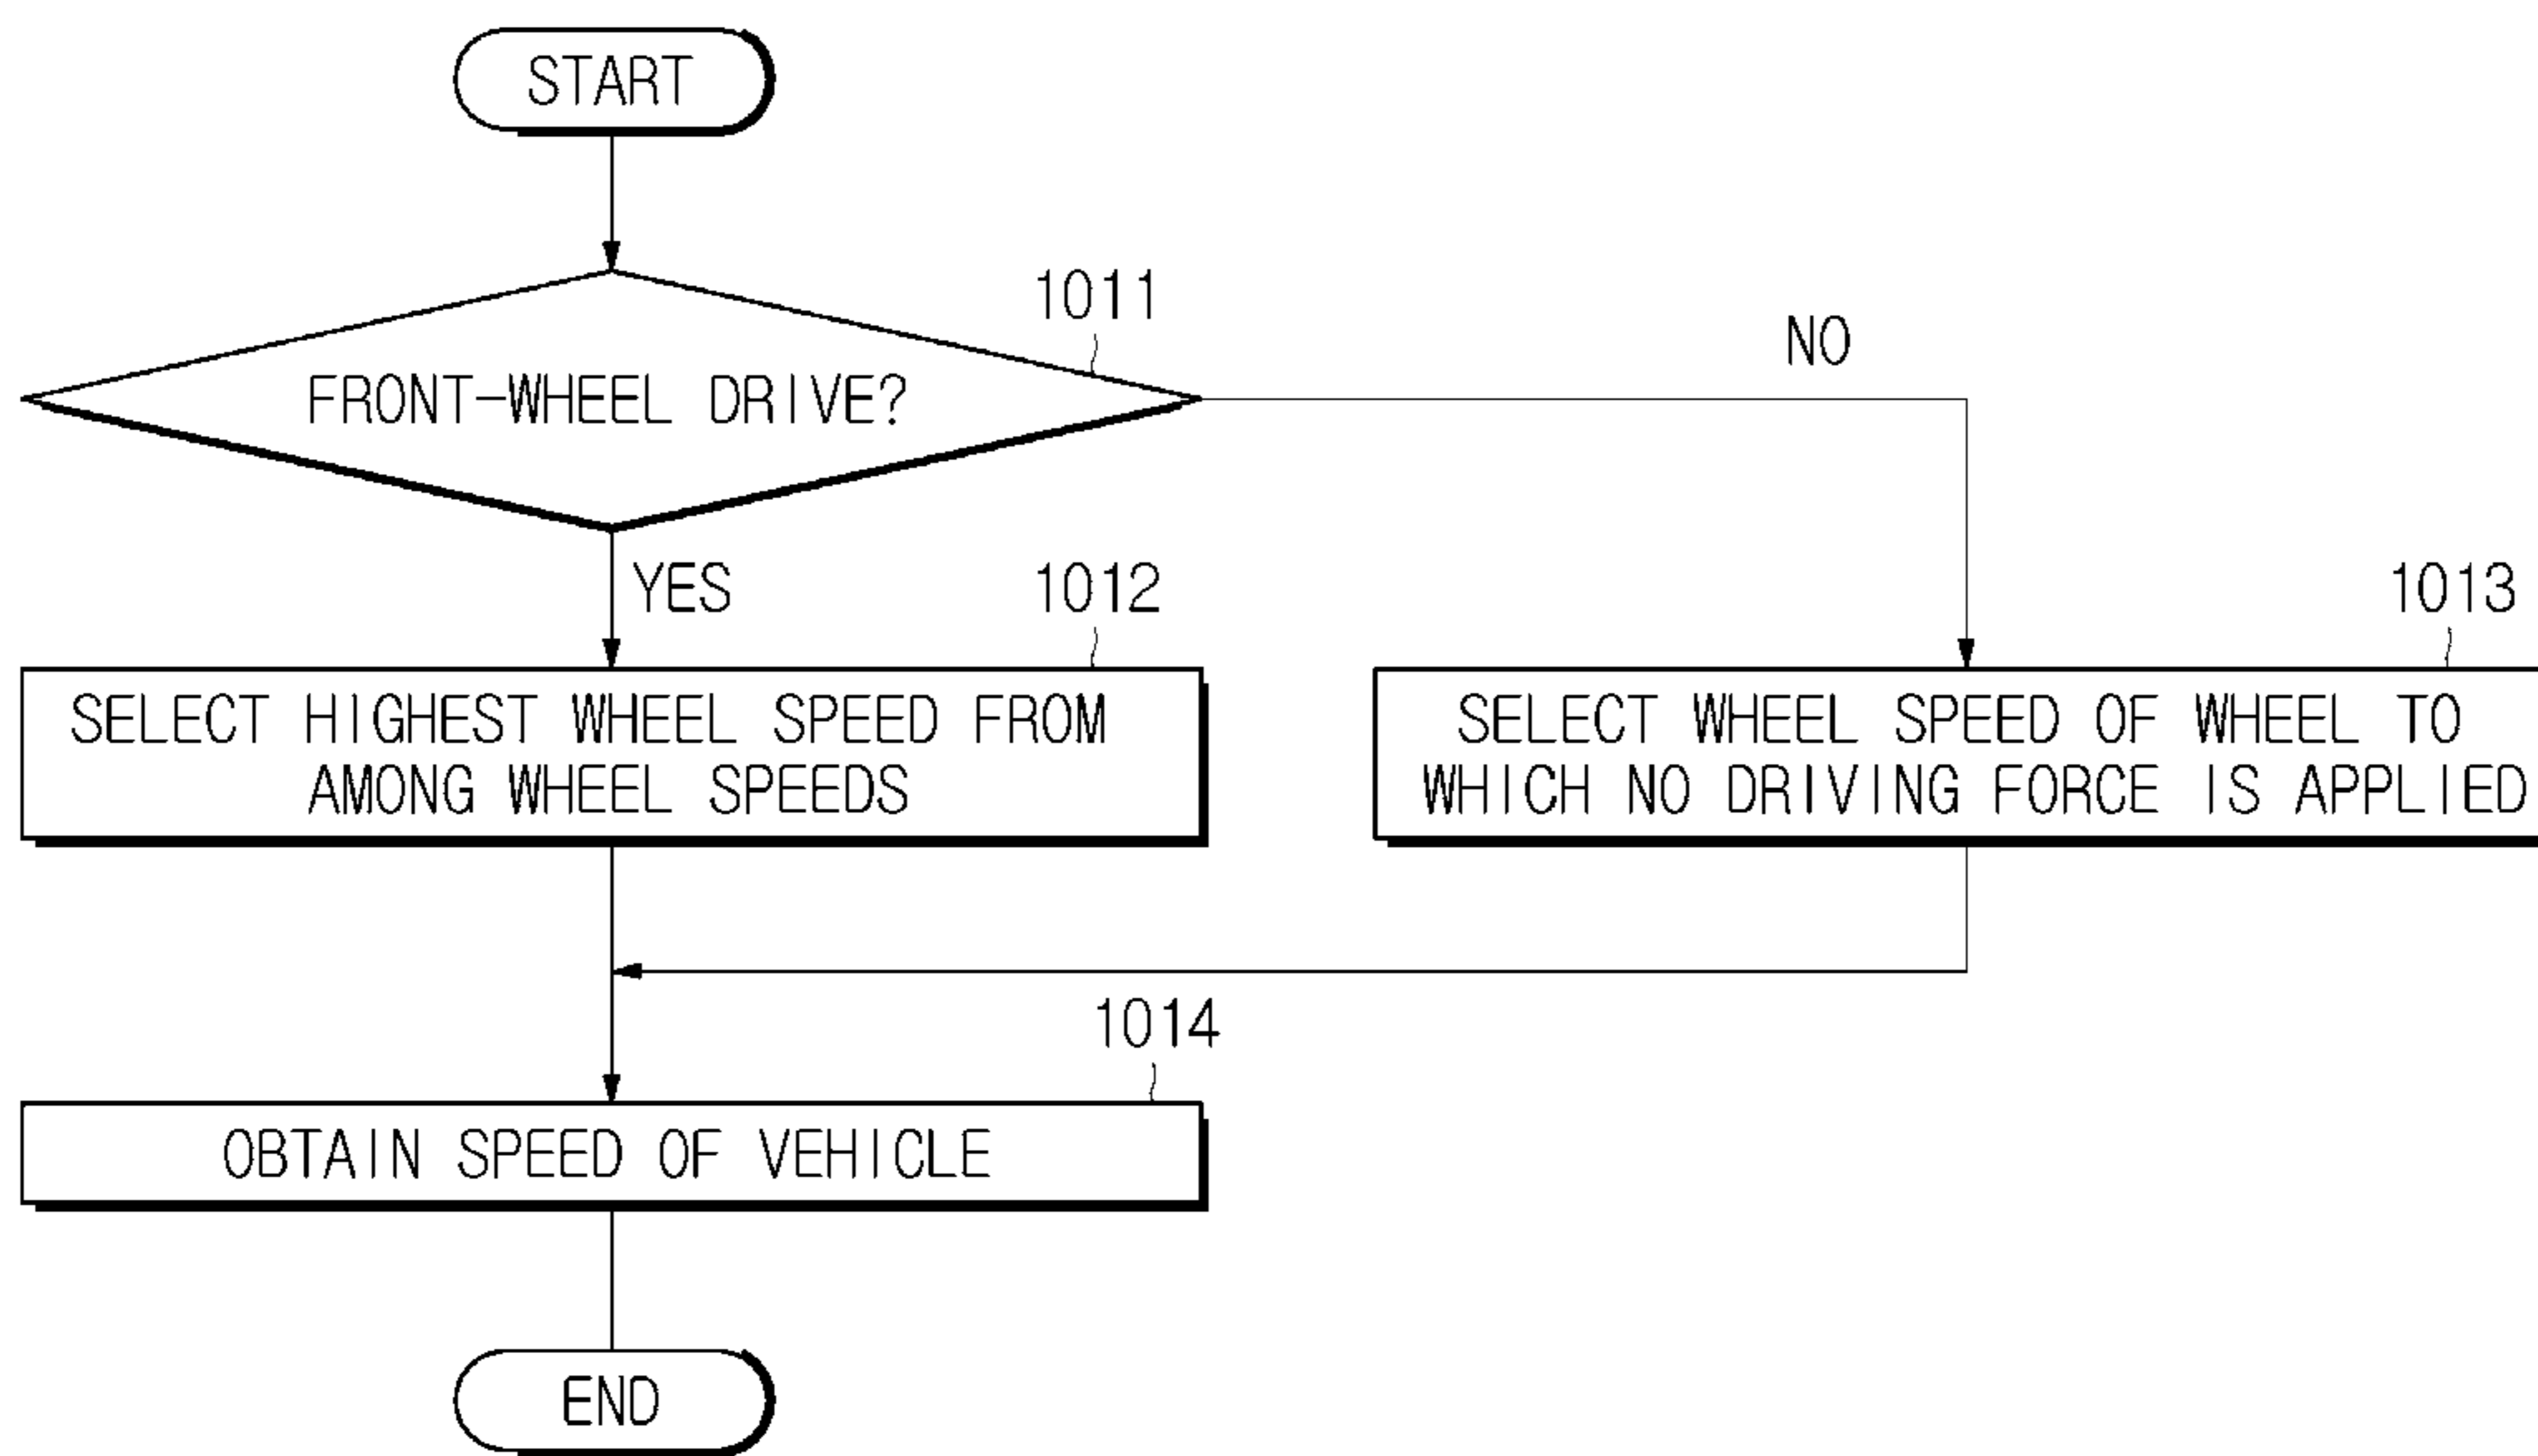 START
1011
FRONT-WHEEL DRIVE?
NO
YES
1012
SELECT HIGHEST WHEEL SPEED FROM
AMONG WHEEL SPEEDS
1013
SELECT WHEEL SPEED OF WHEEL TO
WHICH NO DRIVING FORCE IS APPLIED
1014
OBTAIN SPEED OF VEHICLE
END